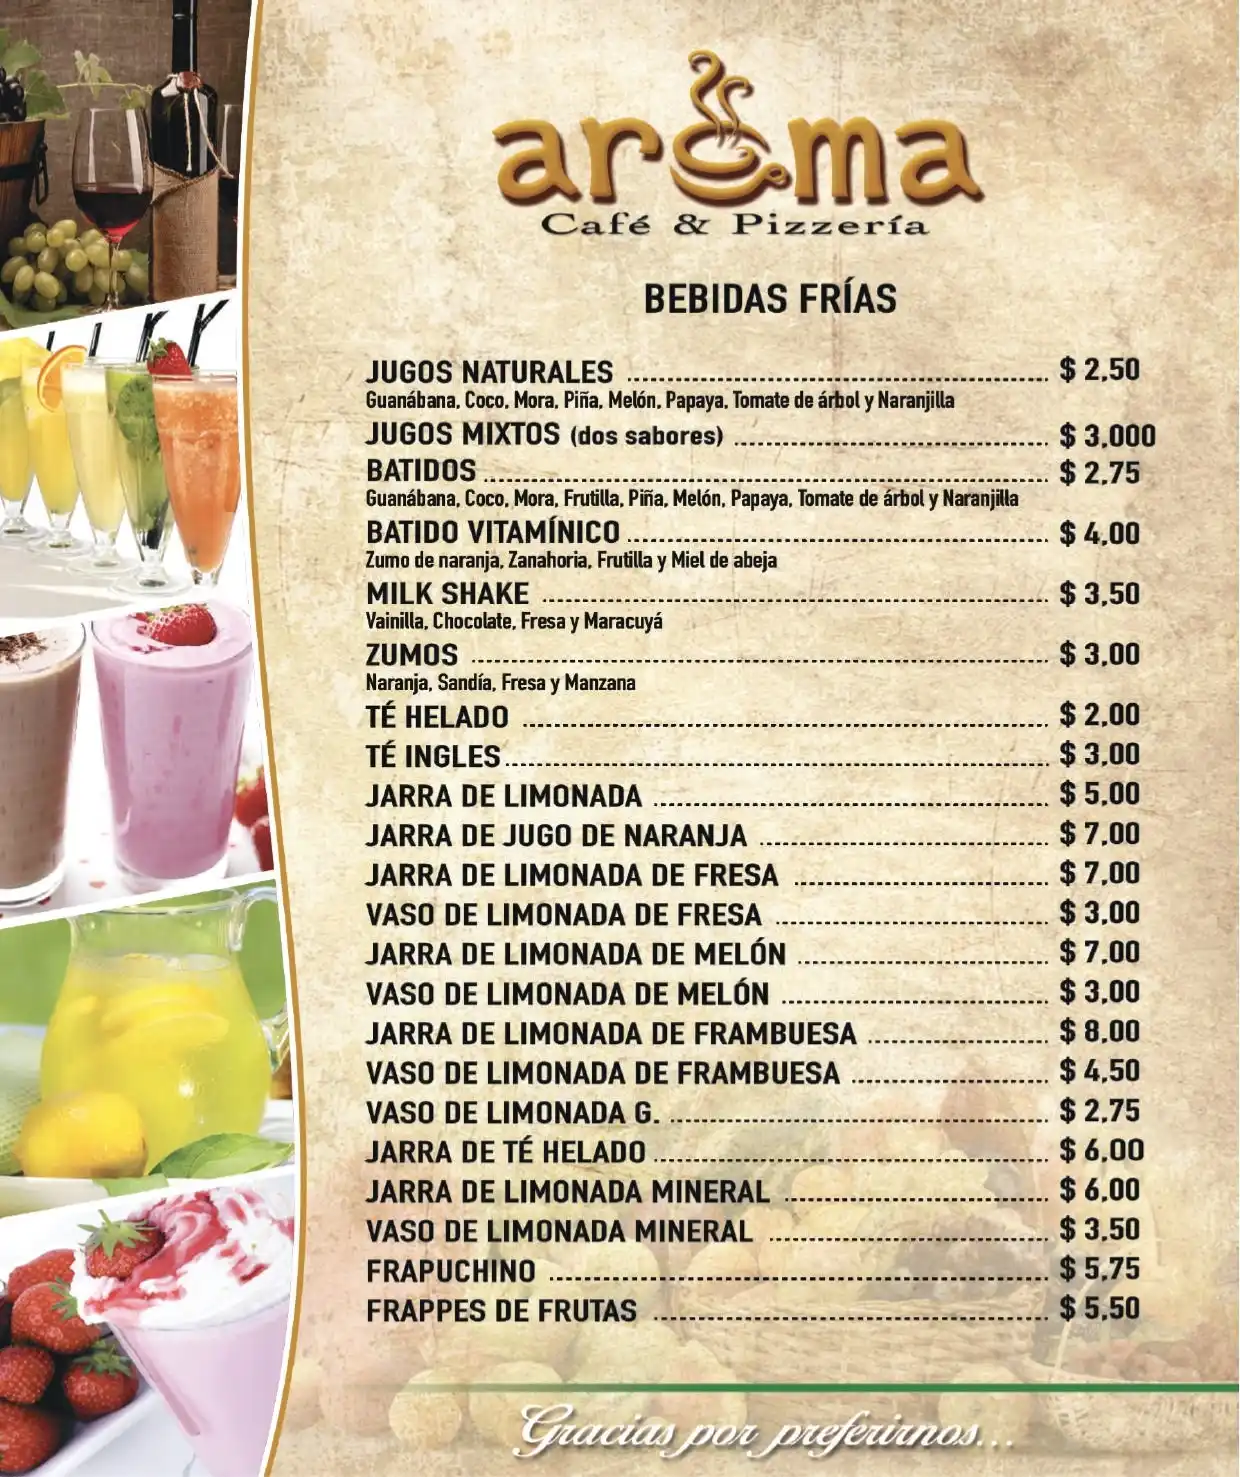 aroma
Café & Pizzería
BEBIDAS FRÍAS
JUGOS NATURALES ........ $ 2,50
Guanábana, Coco, Mora, Piña, Melón, Papaya, Tomate de árbol y Naranjilla
JUGOS MIXTOS (dos sabores) ........ $ 3,000
BATIDOS ........ $ 2,75
Guanábana, Coco, Mora, Frutilla, Piña, Melón, Papaya, Tomate de árbol y Naranjilla
BATIDO VITAMÍNICO ........ $ 4,00
Zumo de naranja, Zanahoria, Frutilla y Miel de abeja
MILK SHAKE ........ $ 3,50
Vainilla, Chocolate, Fresa y Maracuyá
ZUMOS ........ $ 3,00
Naranja, Sandía, Fresa y Manzana
TÉ HELADO ........ $ 2,00
TÉ INGLES ........ $ 3,00
JARRA DE LIMONADA ........ $ 5,00
JARRA DE JUGO DE NARANJA ........ $ 7,00
JARRA DE LIMONADA DE FRESA ........ $ 7,00
VASO DE LIMONADA DE FRESA ........ $ 3,00
JARRA DE LIMONADA DE MELÓN ........ $ 7,00
VASO DE LIMONADA DE MELÓN ........ $ 3,00
JARRA DE LIMONADA DE FRAMBUESA ........ $ 8,00
VASO DE LIMONADA DE FRAMBUESA ........ $ 4,50
VASO DE LIMONADA G. ........ $ 2,75
JARRA DE TÉ HELADO ........ $ 6,00
JARRA DE LIMONADA MINERAL ........ $ 6,00
VASO DE LIMONADA MINERAL ........ $ 3,50
FRAPUCHINO ........ $ 5,75
FRAPPES DE FRUTAS ........ $ 5,50
Gracias por preferirnos...